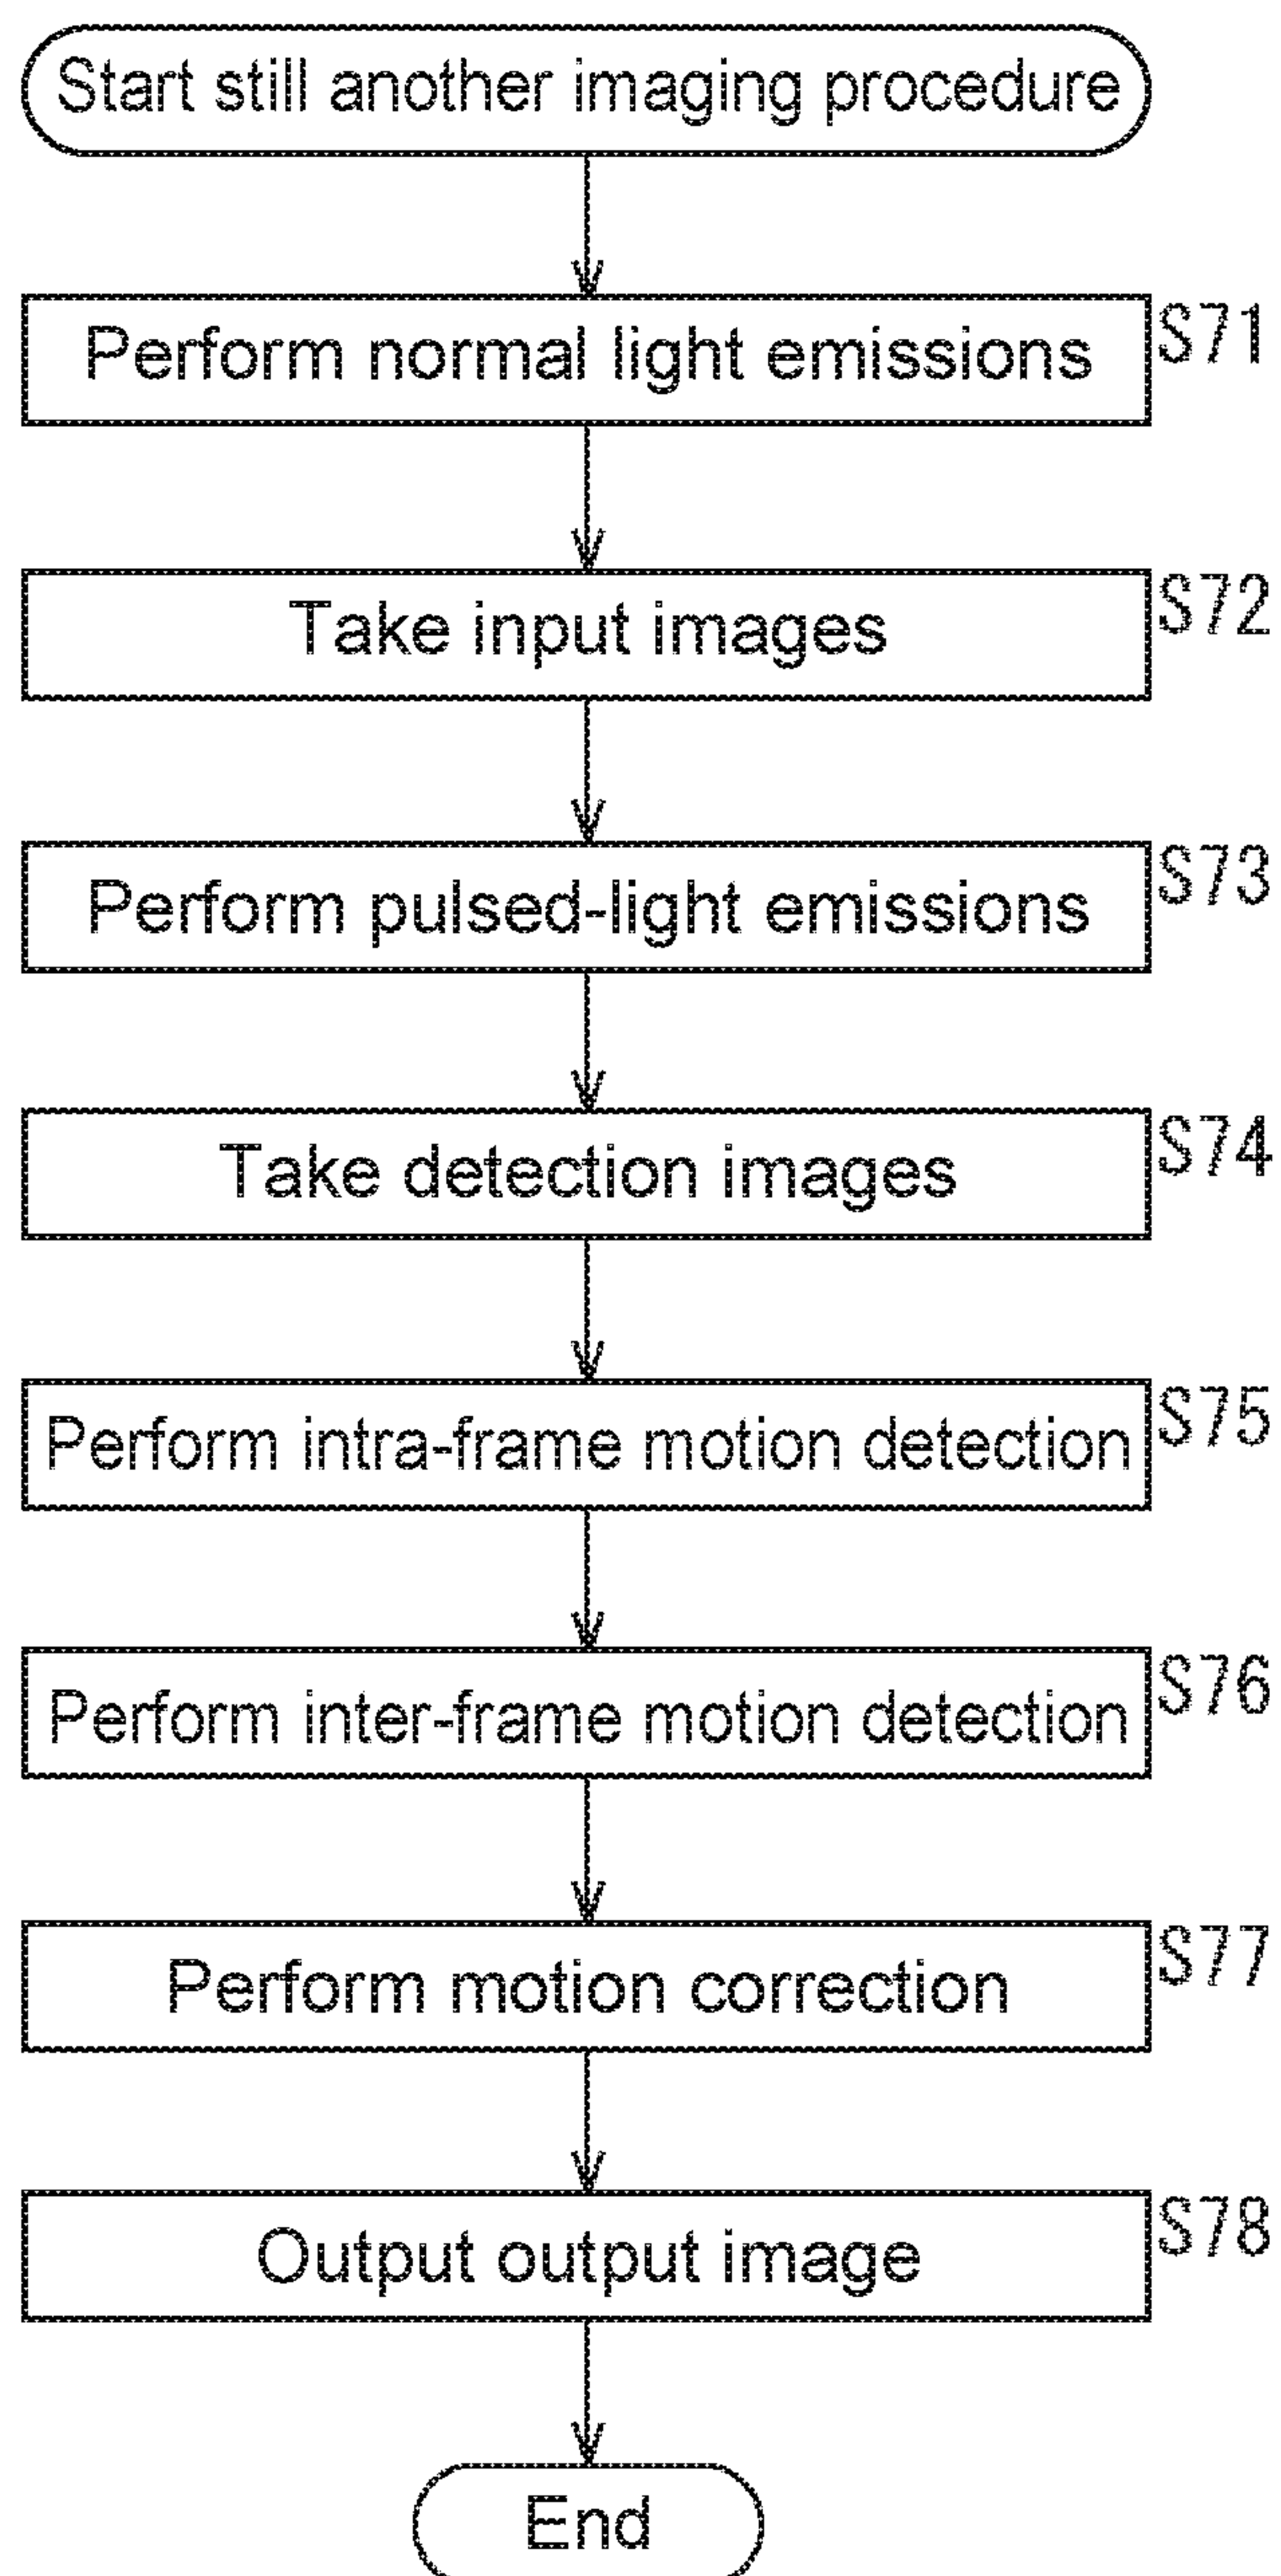 Start still another imaging procedure
Perform normal light emissions S71
Take input images S72
Perform pulsed-light emissions S73
Take detection images S74
Perform intra-frame motion detection S75
Perform inter-frame motion detection S76
Perform motion correction S77
Output output image S78
End